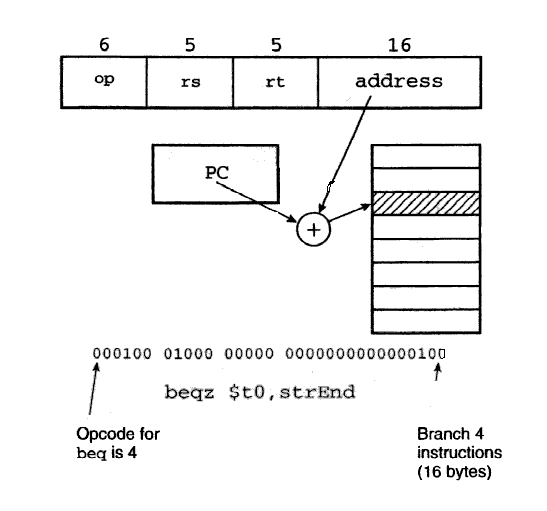 6 5 5 16
op rs rt address
PC
+
000100 01000 00000 0000000000000100
beqz $t0,strEnd
Opcode for
beq is 4
Branch 4
instructions
(16 bytes)